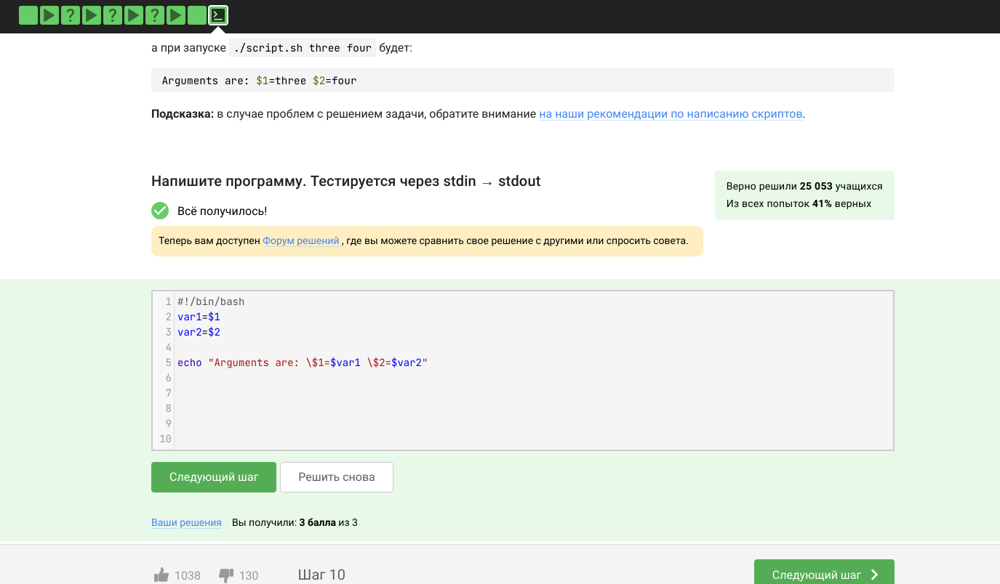 а при запуске ./script.sh three four будет:
Arguments are: $1=three $2=four
Подсказка: в случае проблем с решением задачи, обратите внимание на наши рекомендации по написанию скриптов.
Напишите программу. Тестируется через stdin → stdout
Верно решили 25 053 учащихся
Из всех попыток 41% верных
Всё получилось!
Теперь вам доступен Форум решений , где вы можете сравнить свое решение с другими или спросить совета.
1 #!/bin/bash
2 var1=$1
3 var2=$2
4
5 echo "Arguments are: \$1=$var1 \$2=$var2"
6
7
8
9
10
Следующий шаг Решить снова
Ваши решения Вы получили: 3 балла из 3
1038 130 Шаг 10 Следующий шаг